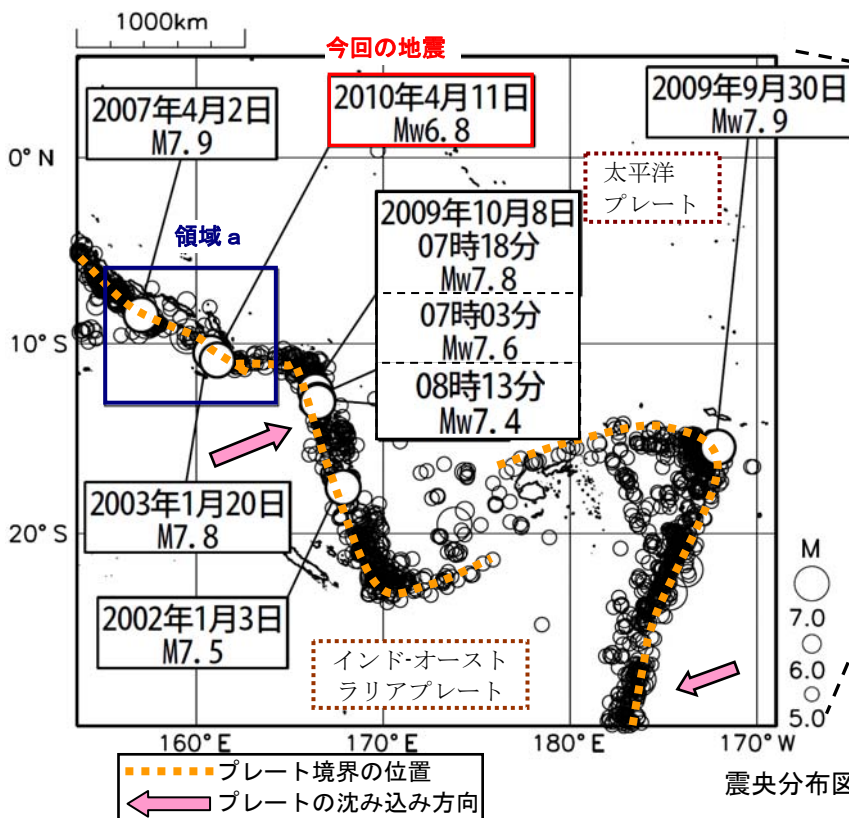 1000km
今回の地震
2007年4月2日
M7.9
2010年4月11日
Mw6.8
2009年9月30日
Mw7.9
0°N
太平洋
プレート
2009年10月8日
07時18分
Mw7.8
07時03分
Mw7.6
08時13分
Mw7.4
領域a
10°S
2003年1月20日
M7.8
20°S
2002年1月3日
M7.5
インド-オースト
ラリアプレート
M
7.0
6.0
5.0
160°E
170°E
180°E
170°W
プレート境界の位置
プレートの沈み込み方向
震央分布図